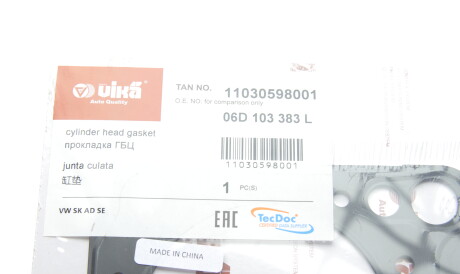 vika
Auto Quality
TAN NO. 11030598001
O.E. NO. for comparison only
06D 103 383 L
cylinder head gasket
прокладка ГБЦ
junta culata
缸垫
11030598001
1 PC(S)
VW SK AD SE
EAC
TecDoc
MADE IN CHINA